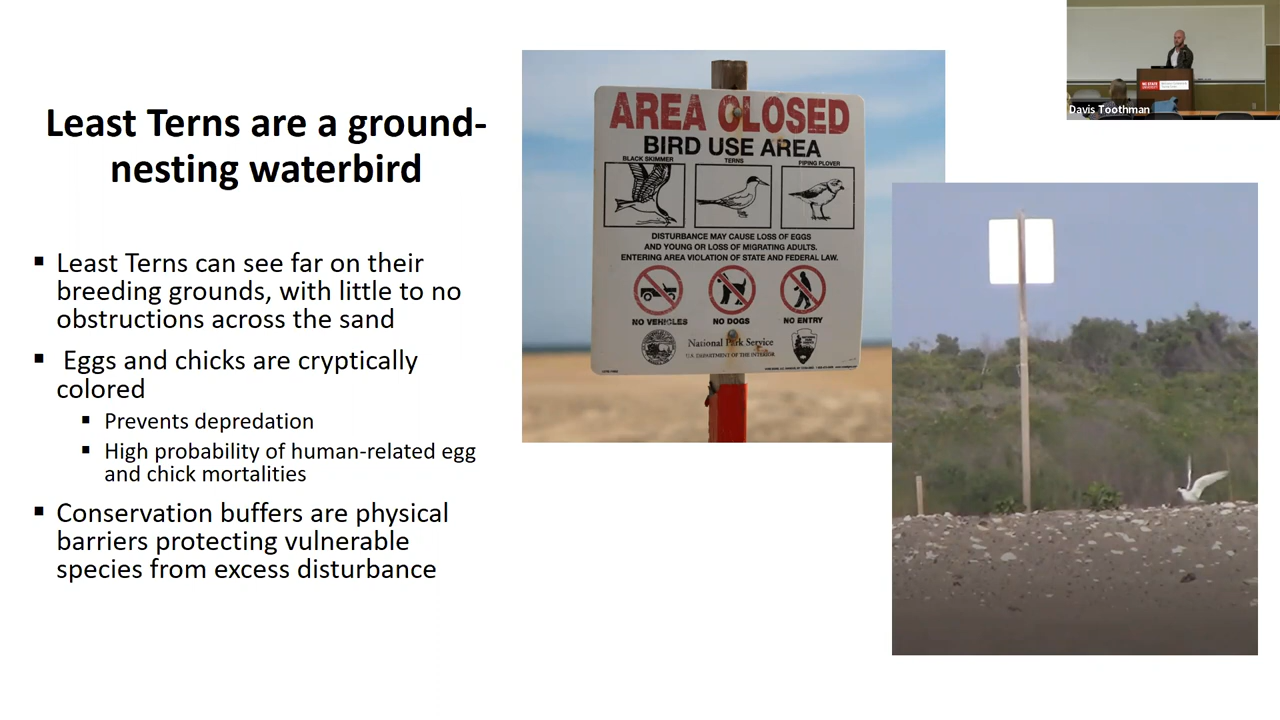 Least Terns are a ground-
nesting waterbird
▪ Least Terns can see far on their
breeding grounds, with little to no
obstructions across the sand
▪ Eggs and chicks are cryptically
colored
▪ Prevents depredation
▪ High probability of human-related egg
and chick mortalities
▪ Conservation buffers are physical
barriers protecting vulnerable
species from excess disturbance
AREA CLOSED
BIRD USE AREA
BLACK SKIMMER
TERNS
PIPING PLOVER
DISTURBANCE MAY CAUSE LOSS OF EGGS
AND YOUNG OR LOSS OF MIGRATING ADULTS.
ENTERING AREA VIOLATION OF STATE AND FEDERAL LAW.
NO VEHICLES
NO DOGS
NO ENTRY
National Park Service
U.S. DEPARTMENT OF THE INTERIOR
NC STATE
UNIVERSITY
Davis Toothman